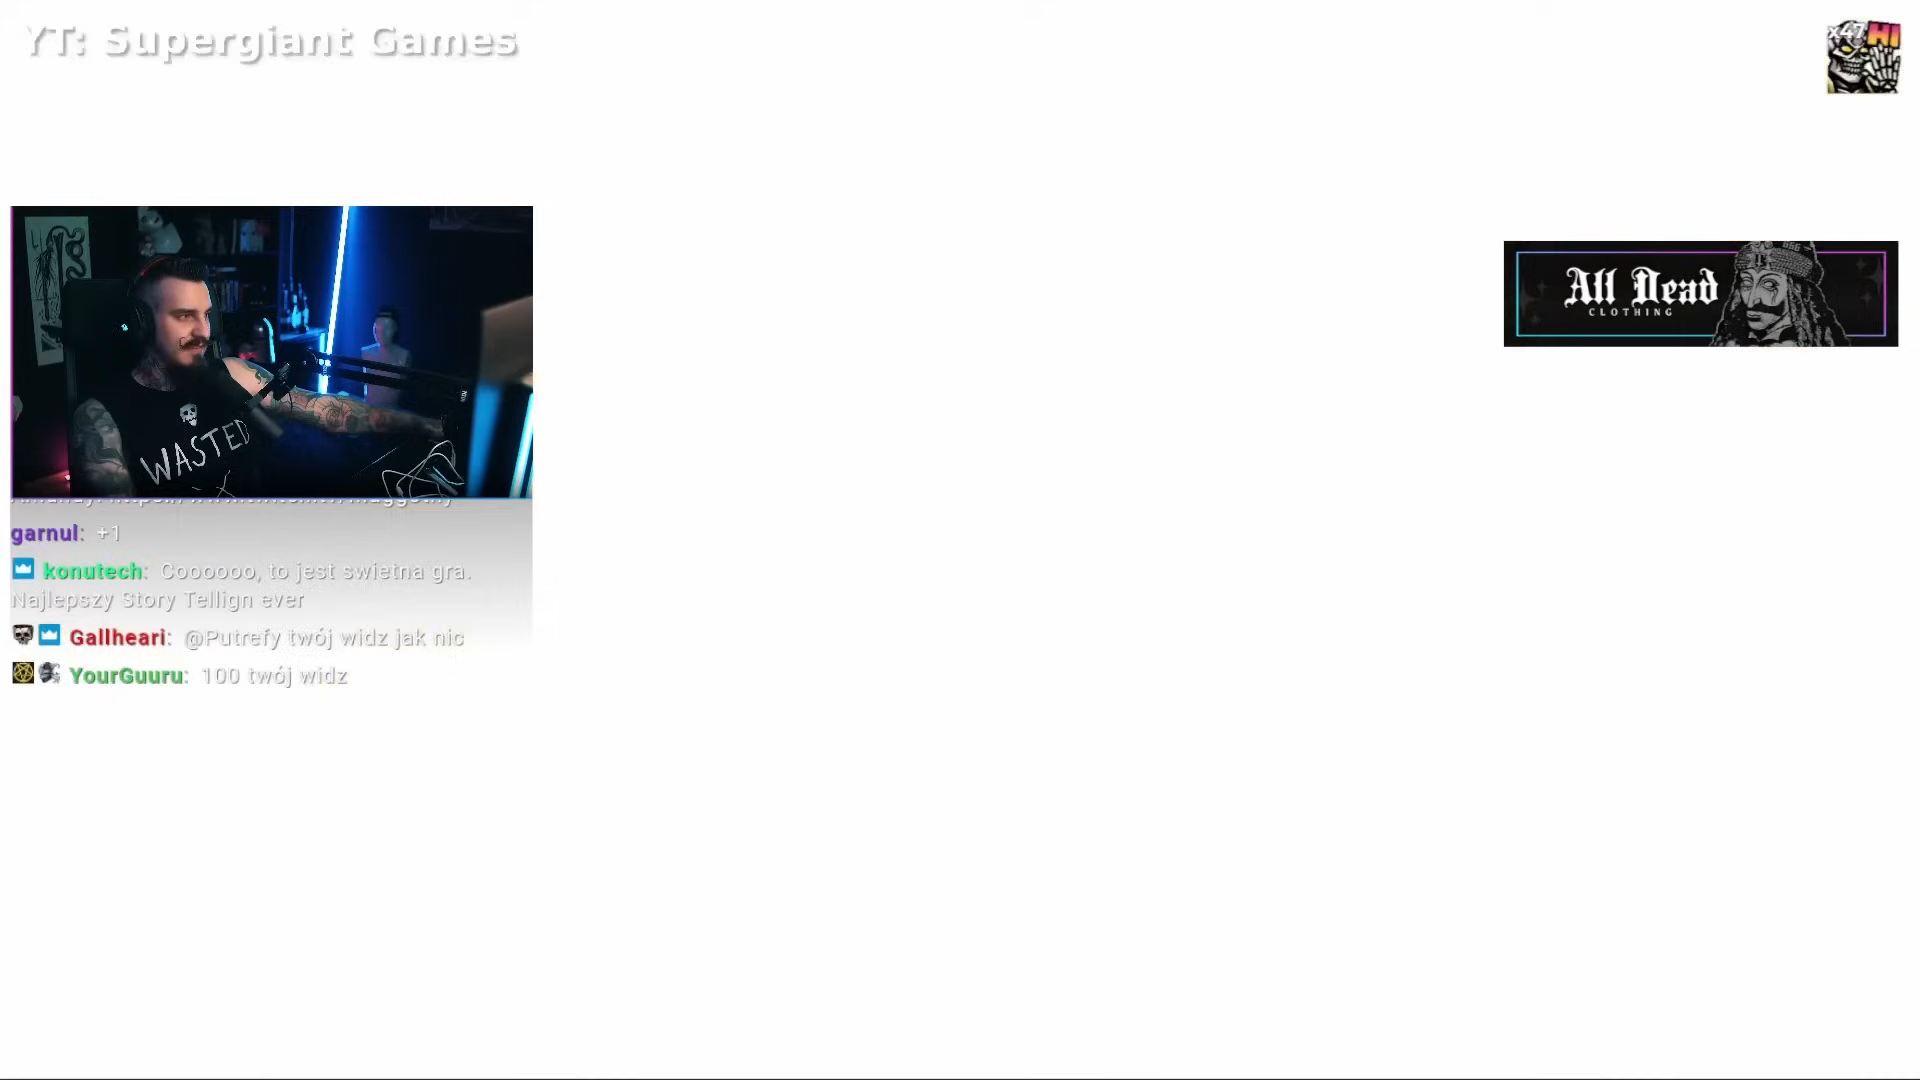 YT: Supergiant Games
x47 HI
All Dead
CLOTHING
WASTED
garnul: +1
konutech: Coooooo, to jest swietna gra.
Najlepszy Story Tellign ever
Gallheari: @Putrefy twój widz jak nic
YourGuuru: 100 twój widz